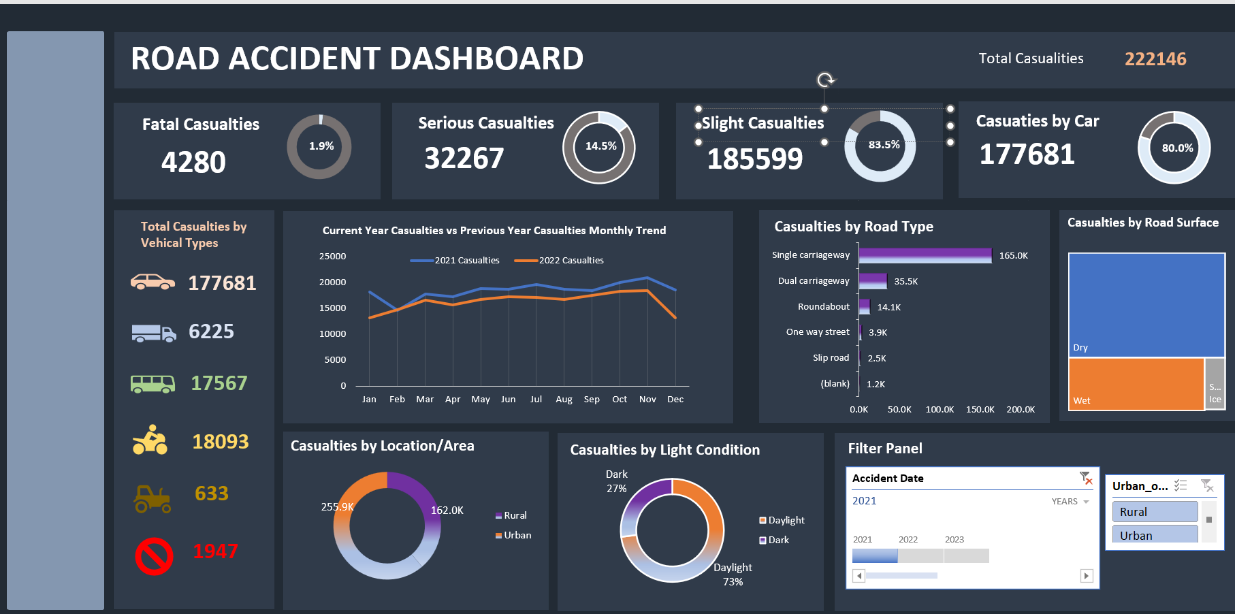 ROAD ACCIDENT DASHBOARD
Total Casualities
222146
Fatal Casualties
4280
1.9%
Serious Casualties
32267
14.5%
Slight Casualties
185599
83.5%
Casuaties by Car
177681
80.0%
Total Casualties by
Vehical Types
177681
6225
17567
18093
633
1947
Current Year Casualties vs Previous Year Casualties Monthly Trend
2021 Casualties
2022 Casualties
25000
20000
15000
10000
5000
0
Jan Feb Mar Apr May Jun Jul Aug Sep Oct Nov Dec
Casualties by Road Type
Single carriageway 165.0K
Dual carriageway 35.5K
Roundabout 14.1K
One way street 3.9K
Slip road 2.5K
(blank) 1.2K
0.0K 50.0K 100.0K 150.0K 200.0K
Casualties by Road Surface
Dry
Wet
S...
Ice
Casualties by Location/Area
255.9K
162.0K
Rural
Urban
Casualties by Light Condition
Dark
27%
Daylight
Dark
Daylight
73%
Filter Panel
Accident Date
2021
YEARS
2021 2022 2023
Urban_o...
Rural
Urban